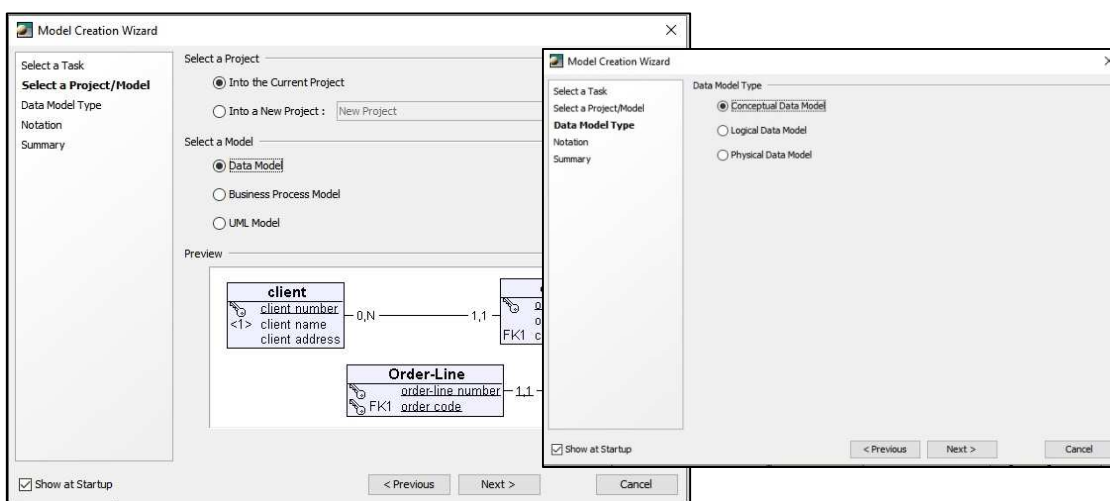 Model Creation Wizard
Select a Task
Select a Project/Model
Data Model Type
Notation
Summary
Select a Project
Into the Current Project
Into a New Project : New Project
Select a Model
Data Model
Business Process Model
UML Model
Preview
client
client number
<1> client name
client address
0,N
1,1
FK1
Order-Line
order-line number
FK1 order code
1,1
Show at Startup
< Previous Next > Cancel
Model Creation Wizard
Select a Task
Select a Project/Model
Data Model Type
Notation
Summary
Data Model Type
Conceptual Data Model
Logical Data Model
Physical Data Model
Show at Startup
< Previous Next > Cancel